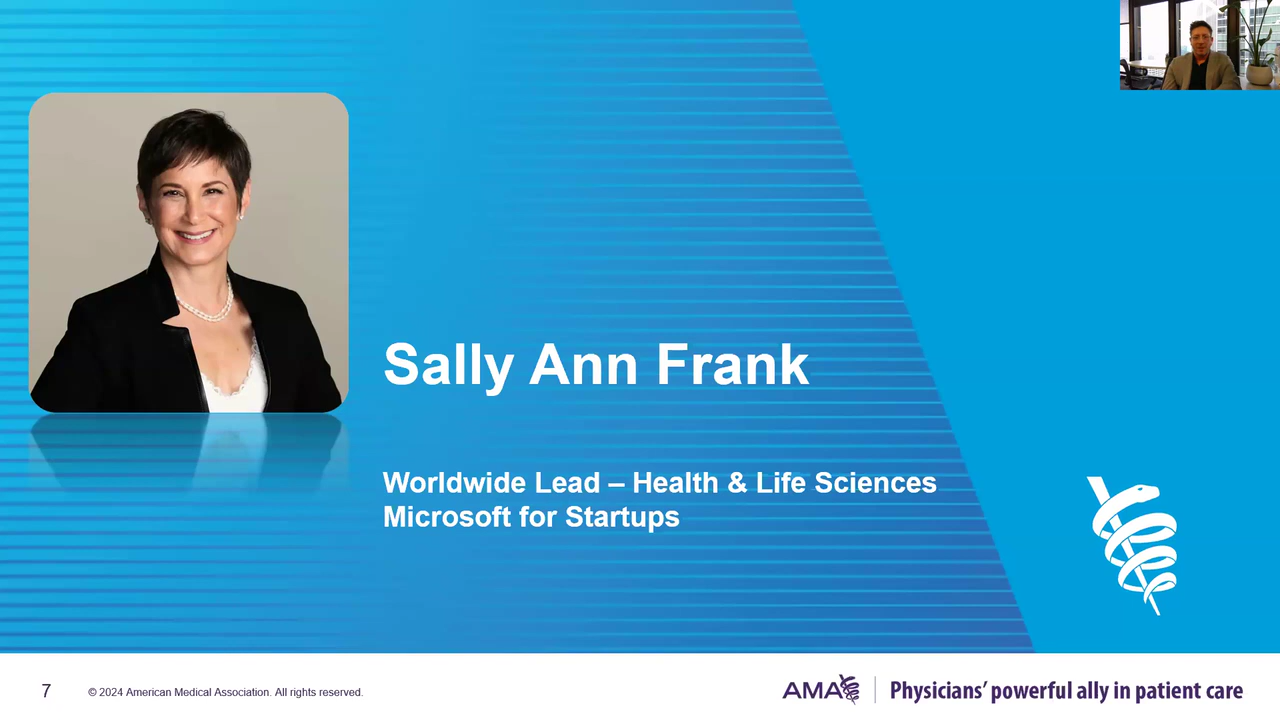 Sally Ann Frank
Worldwide Lead – Health & Life Sciences
Microsoft for Startups
7
© 2024 American Medical Association. All rights reserved.
AMA
Physicians’ powerful ally in patient care